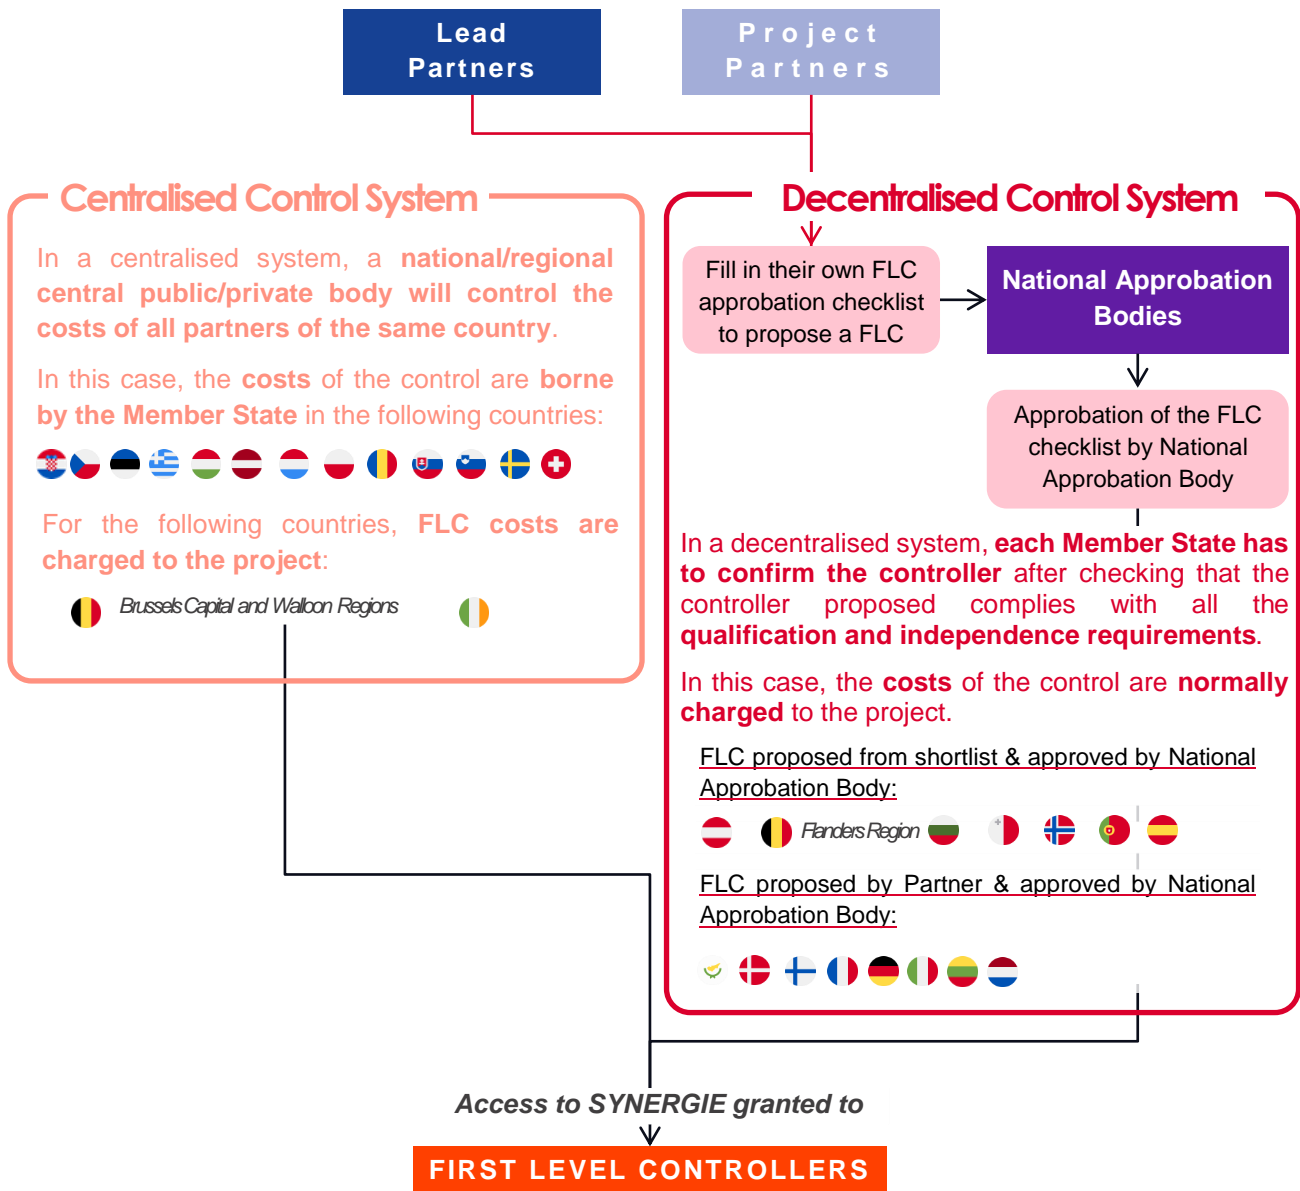 Lead
Partners
Project
Partners
Centralised Control System
In a centralised system, a national/regional
central public/private body will control the
costs of all partners of the same country.
In this case, the costs of the control are borne
by the Member State in the following countries:
For the following countries, FLC costs are
charged to the project:
Brussels Capital and Walloon Regions
Decentralised Control System
Fill in their own FLC
approbation checklist
to propose a FLC
National Approbation
Bodies
Approbation of the FLC
checklist by National
Approbation Body
In a decentralised system, each Member State has
to confirm the controller after checking that the
controller proposed complies with all the
qualification and independence requirements.
In this case, the costs of the control are normally
charged to the project.
FLC proposed from shortlist & approved by National
Approbation Body:
Flanders Region
FLC proposed by Partner & approved by National
Approbation Body:
Access to SYNERGIE granted to
FIRST LEVEL CONTROLLERS